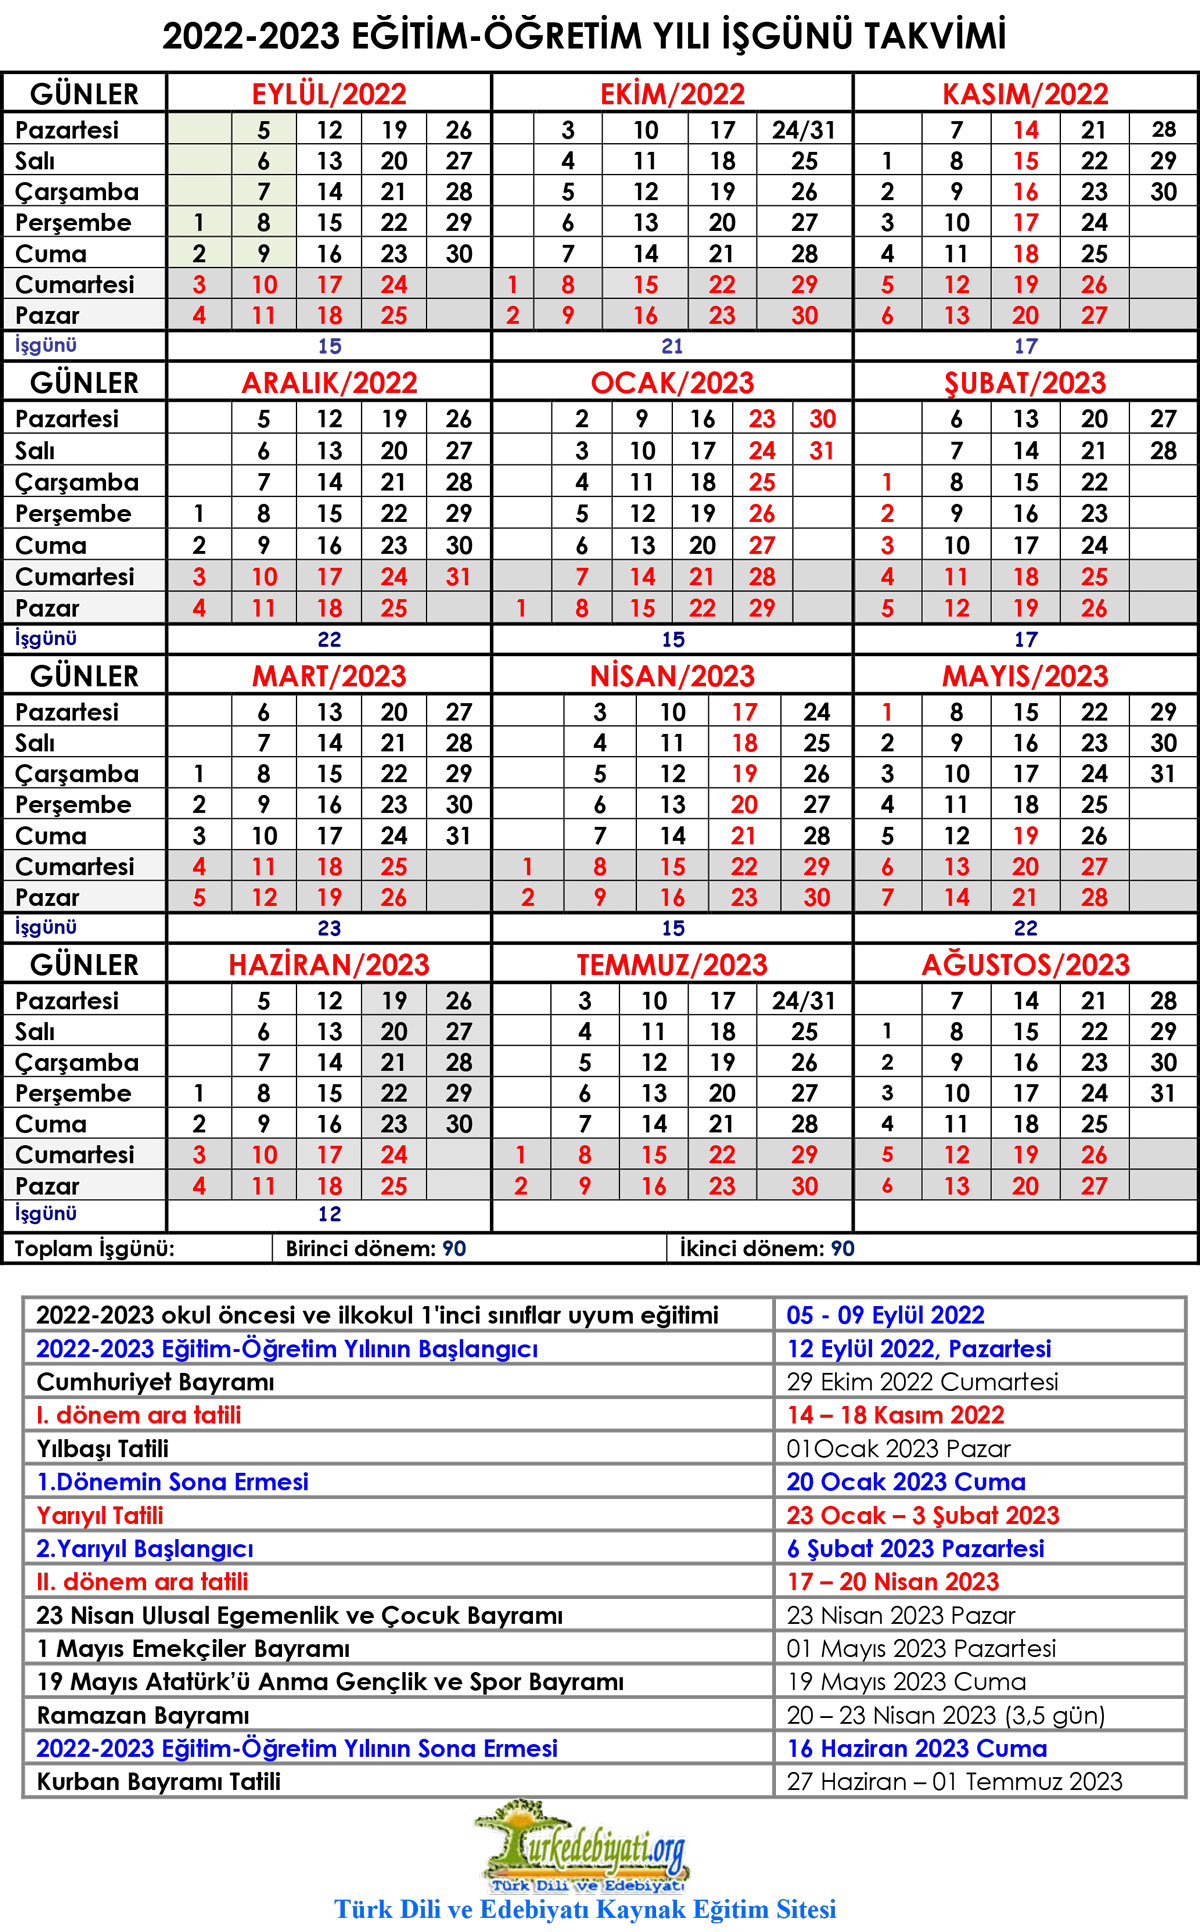 2022-2023 EĞİTİM-ÖĞRETİM YILI İŞGÜNÜ TAKVİMİ
GÜNLER EYLÜL/2022 EKİM/2022 KASIM/2022
Pazartesi 5 12 19 26 3 10 17 24/31 7 14 21 28
Salı 6 13 20 27 4 11 18 25 1 8 15 22 29
Çarşamba 7 14 21 28 5 12 19 26 2 9 16 23 30
Perşembe 1 8 15 22 29 6 13 20 27 3 10 17 24
Cuma 2 9 16 23 30 7 14 21 28 4 11 18 25
Cumartesi 3 10 17 24 1 8 15 22 29 5 12 19 26
Pazar 4 11 18 25 2 9 16 23 30 6 13 20 27
İşgünü 15 21 17
GÜNLER ARALIK/2022 OCAK/2023 ŞUBAT/2023
Pazartesi 5 12 19 26 2 9 16 23 30 6 13 20 27
Salı 6 13 20 27 3 10 17 24 31 7 14 21 28
Çarşamba 7 14 21 28 4 11 18 25 1 8 15 22
Perşembe 1 8 15 22 29 5 12 19 26 2 9 16 23
Cuma 2 9 16 23 30 6 13 20 27 3 10 17 24
Cumartesi 3 10 17 24 31 7 14 21 28 4 11 18 25
Pazar 4 11 18 25 1 8 15 22 29 5 12 19 26
İşgünü 22 15 17
GÜNLER MART/2023 NİSAN/2023 MAYIS/2023
Pazartesi 6 13 20 27 3 10 17 24 1 8 15 22 29
Salı 7 14 21 28 4 11 18 25 2 9 16 23 30
Çarşamba 1 8 15 22 29 5 12 19 26 3 10 17 24 31
Perşembe 2 9 16 23 30 6 13 20 27 4 11 18 25
Cuma 3 10 17 24 31 7 14 21 28 5 12 19 26
Cumartesi 4 11 18 25 1 8 15 22 29 6 13 20 27
Pazar 5 12 19 26 2 9 16 23 30 7 14 21 28
İşgünü 23 15 22
GÜNLER HAZİRAN/2023 TEMMUZ/2023 AĞUSTOS/2023
Pazartesi 5 12 19 26 3 10 17 24/31 7 14 21 28
Salı 6 13 20 27 4 11 18 25 1 8 15 22 29
Çarşamba 7 14 21 28 5 12 19 26 2 9 16 23 30
Perşembe 1 8 15 22 29 6 13 20 27 3 10 17 24 31
Cuma 2 9 16 23 30 7 14 21 28 4 11 18 25
Cumartesi 3 10 17 24 1 8 15 22 29 5 12 19 26
Pazar 4 11 18 25 2 9 16 23 30 6 13 20 27
İşgünü 12
Toplam İşgünü: Birinci dönem: 90 İkinci dönem: 90
2022-2023 okul öncesi ve ilkokul 1'inci sınıflar uyum eğitimi 05 - 09 Eylül 2022
2022-2023 Eğitim-Öğretim Yılının Başlangıcı 12 Eylül 2022, Pazartesi
Cumhuriyet Bayramı 29 Ekim 2022 Cumartesi
I. dönem ara tatili 14 – 18 Kasım 2022
Yılbaşı Tatili 01Ocak 2023 Pazar
1.Dönemin Sona Ermesi 20 Ocak 2023 Cuma
Yarıyıl Tatili 23 Ocak – 3 Şubat 2023
2.Yarıyıl Başlangıcı 6 Şubat 2023 Pazartesi
II. dönem ara tatili 17 – 20 Nisan 2023
23 Nisan Ulusal Egemenlik ve Çocuk Bayramı 23 Nisan 2023 Pazar
1 Mayıs Emekçiler Bayramı 01 Mayıs 2023 Pazartesi
19 Mayıs Atatürk’ü Anma Gençlik ve Spor Bayramı 19 Mayıs 2023 Cuma
Ramazan Bayramı 20 – 23 Nisan 2023 (3,5 gün)
2022-2023 Eğitim-Öğretim Yılının Sona Ermesi 16 Haziran 2023 Cuma
Kurban Bayramı Tatili 27 Haziran – 01 Temmuz 2023
Turkedebiyati.org
Türk Dili ve Edebiyatı
Türk Dili ve Edebiyatı Kaynak Eğitim Sitesi